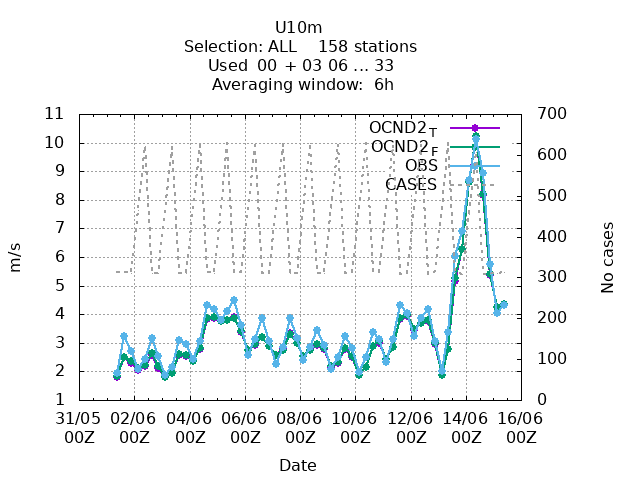 U10m
Selection: ALL    158 stations
Used  00 + 03 06 ... 33
Averaging window:  6h
11 700
10 600
9 500
8 400
7 300
6 200
5 100
4 0
3
2
1
m/s
No cases
OCND2T
OCND2F
OBS
CASES
31/05 02/06 04/06 06/06 08/06 10/06 12/06 14/06 16/06
00Z 00Z 00Z 00Z 00Z 00Z 00Z 00Z 00Z
Date